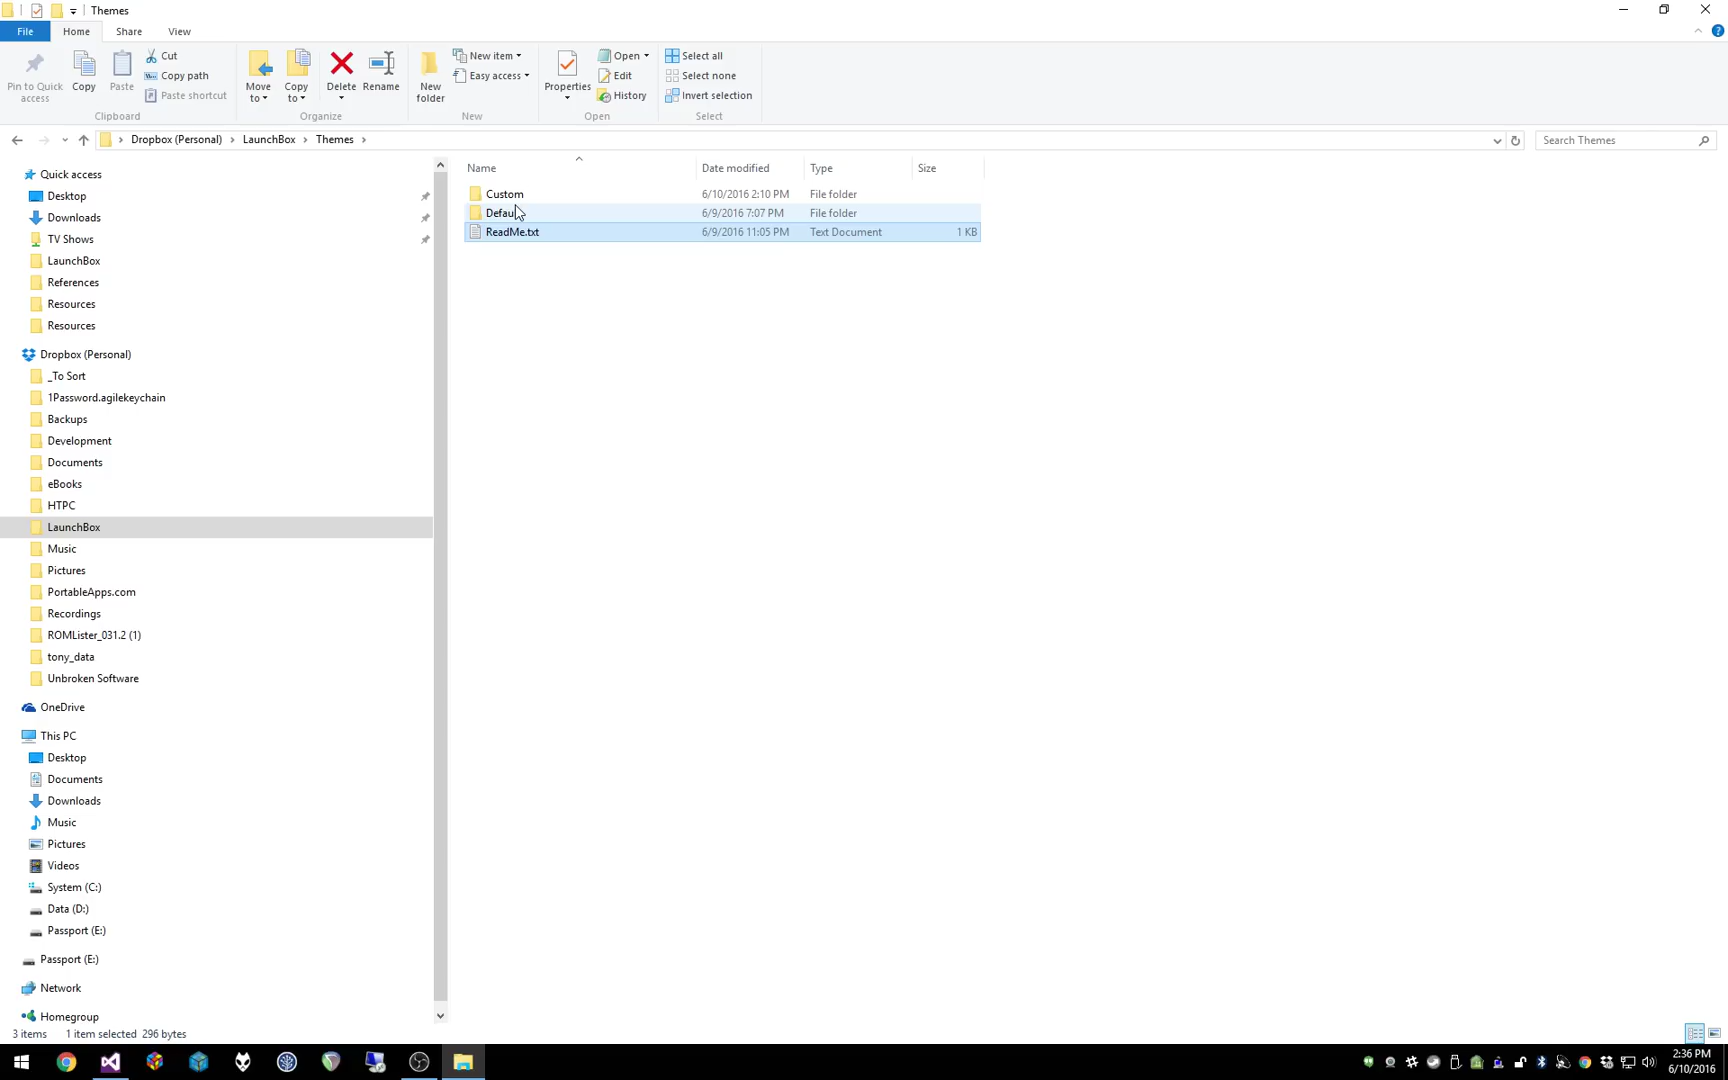 Themes
File Home Share View
Pin to Quick access
Copy
Paste
Cut
Copy path
Paste shortcut
Clipboard
Move to
Copy to
Delete
Rename
Organize
New folder
New item
Easy access
New
Properties
Open
Edit
History
Open
Select all
Select none
Invert selection
Select
Dropbox (Personal) LaunchBox Themes
Search Themes
Quick access
Desktop
Downloads
TV Shows
LaunchBox
References
Resources
Resources
Dropbox (Personal)
_To Sort
1Password.agilekeychain
Backups
Development
Documents
eBooks
HTPC
LaunchBox
Music
Pictures
PortableApps.com
Recordings
ROMLister_031.2 (1)
tony_data
Unbroken Software
OneDrive
This PC
Desktop
Documents
Downloads
Music
Pictures
Videos
System (C:)
Data (D:)
Passport (E:)
Passport (E:)
Network
Homegroup
Name Date modified Type Size
Custom 6/10/2016 2:10 PM File folder
Defau 6/9/2016 7:07 PM File folder
ReadMe.txt 6/9/2016 11:05 PM Text Document 1 KB
3 items 1 item selected 296 bytes
2:36 PM
6/10/2016